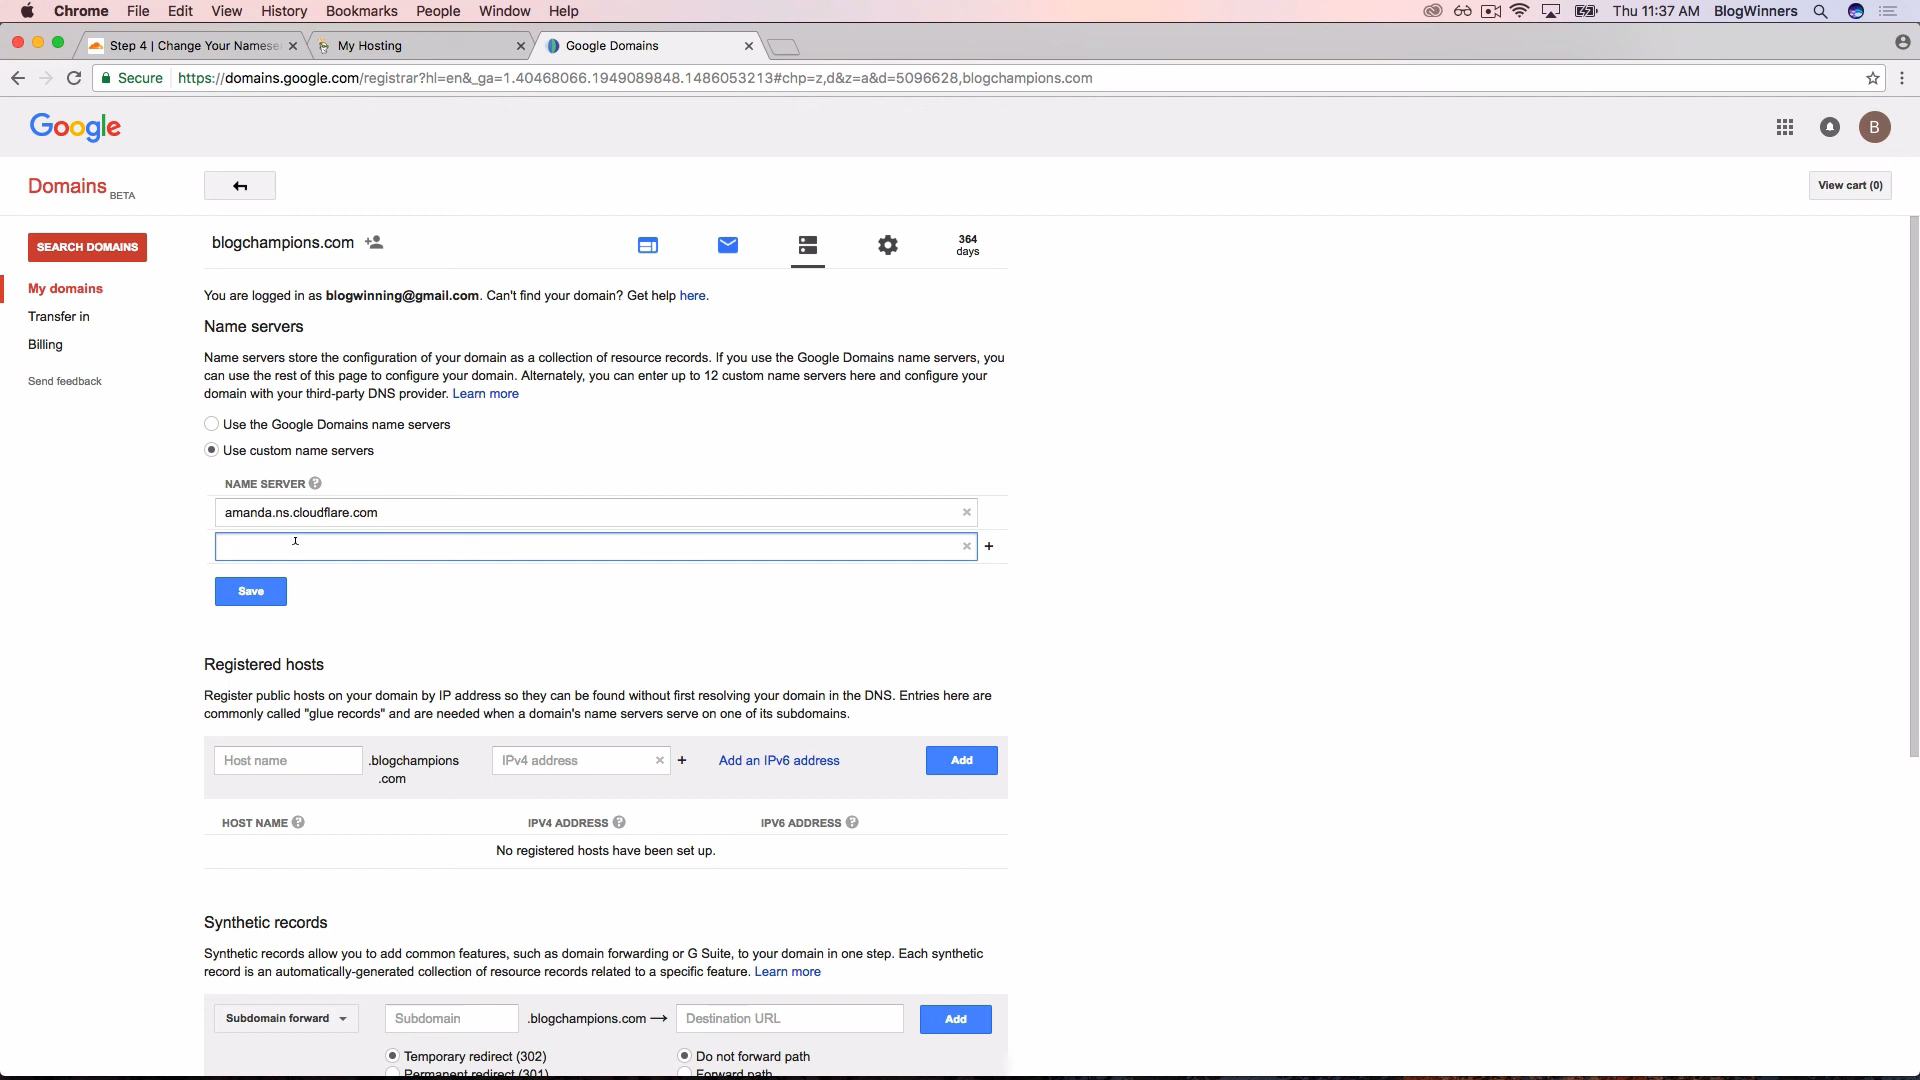 Chrome File Edit View History Bookmarks People Window Help
Thu 11:37 AM BlogWinners
Step 4 | Change Your Namese
My Hosting
Google Domains
Secure https://domains.google.com/registrar?hl=en&_ga=1.40468066.1949089848.1486053213#chp=z,d&z=a&d=5096628,blogchampions.com
Google
B
Domains BETA
View cart (0)
SEARCH DOMAINS
My domains
Transfer in
Billing
Send feedback
blogchampions.com
364
days
You are logged in as blogwinning@gmail.com. Can't find your domain? Get help here.
Name servers
Name servers store the configuration of your domain as a collection of resource records. If you use the Google Domains name servers, you
can use the rest of this page to configure your domain. Alternately, you can enter up to 12 custom name servers here and configure your
domain with your third-party DNS provider. Learn more
Use the Google Domains name servers
Use custom name servers
NAME SERVER ?
amanda.ns.cloudflare.com
Save
Registered hosts
Register public hosts on your domain by IP address so they can be found without first resolving your domain in the DNS. Entries here are
commonly called "glue records" and are needed when a domain's name servers serve on one of its subdomains.
Host name .blogchampions IPv4 address + Add an IPv6 address Add
.com
HOST NAME ? IPV4 ADDRESS ? IPV6 ADDRESS ?
No registered hosts have been set up.
Synthetic records
Synthetic records allow you to add common features, such as domain forwarding or G Suite, to your domain in one step. Each synthetic
record is an automatically-generated collection of resource records related to a specific feature. Learn more
Subdomain forward Subdomain .blogchampions.com → Destination URL Add
Temporary redirect (302) Do not forward path
Permanent redirect (301) Forward path